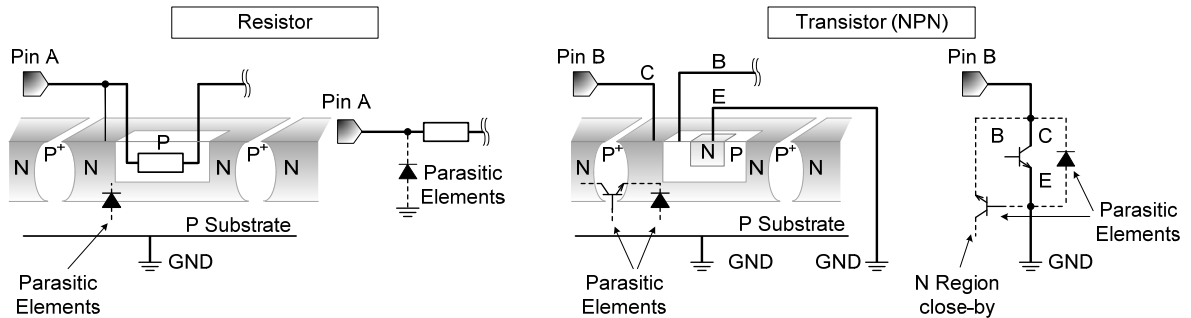 Resistor
Transistor (NPN)
Pin A
Pin A
N
P+
N
P
P+
N
N
Parasitic
Elements
P Substrate
GND
Parasitic
Elements
Pin B
C
B
E
N
P+
N
N
P
P+
N
N
P Substrate
GND
GND
Parasitic
Elements
Pin B
B
C
E
Parasitic
Elements
GND
N Region
close-by